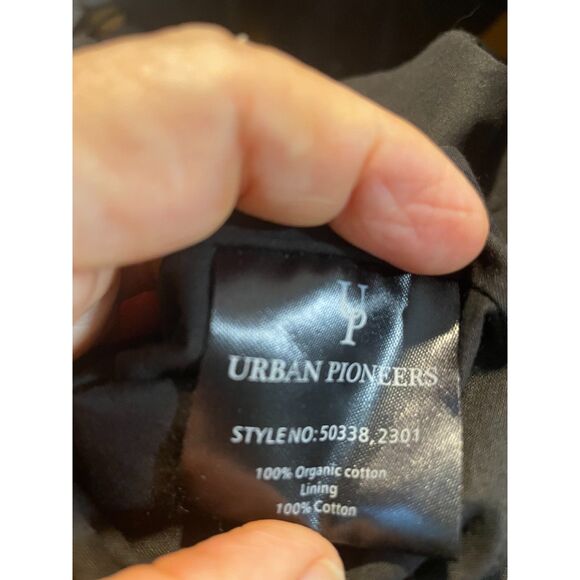 UP
URBAN PIONEERS
STYLE NO: 50338,2301
100% Organic cotton
Lining
100% Cotton